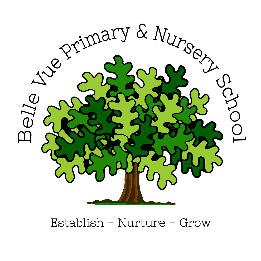 Belle Vue Primary & Nursery School
Establish - Nurture - Grow